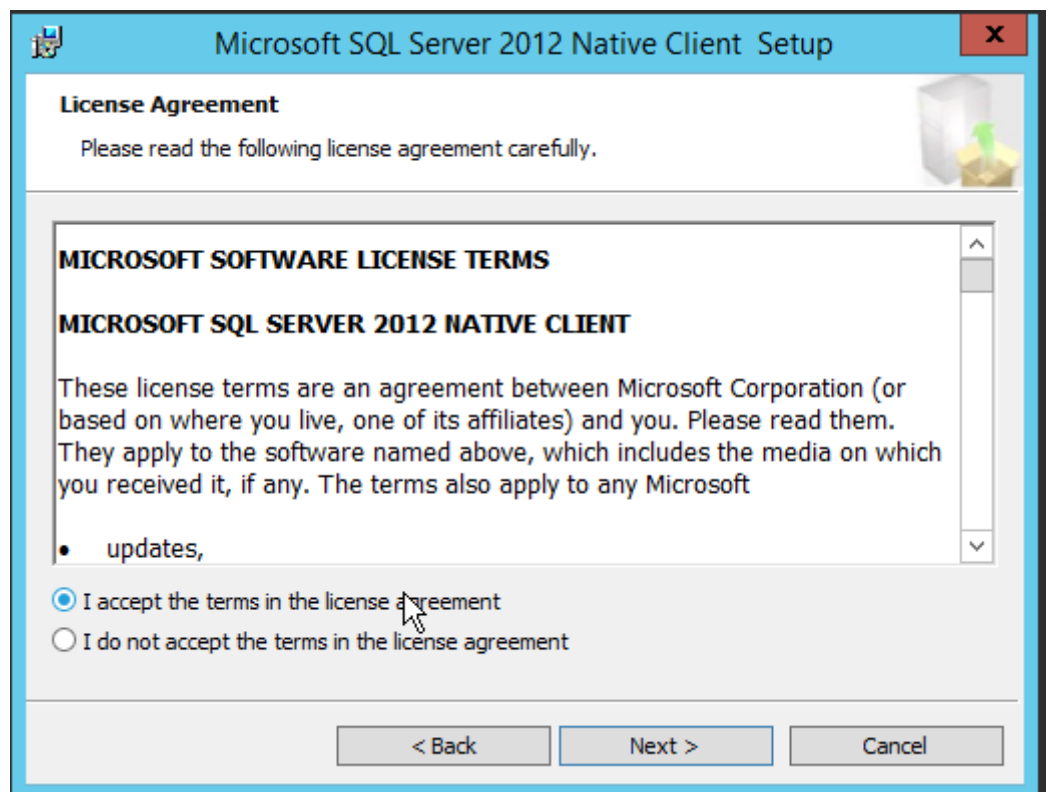 Microsoft SQL Server 2012 Native Client  Setup
x
License Agreement
Please read the following license agreement carefully.
MICROSOFT SOFTWARE LICENSE TERMS
MICROSOFT SQL SERVER 2012 NATIVE CLIENT
These license terms are an agreement between Microsoft Corporation (or
based on where you live, one of its affiliates) and you. Please read them.
They apply to the software named above, which includes the media on which
you received it, if any. The terms also apply to any Microsoft
• updates,
I accept the terms in the license agreement
I do not accept the terms in the license agreement
< Back
Next >
Cancel